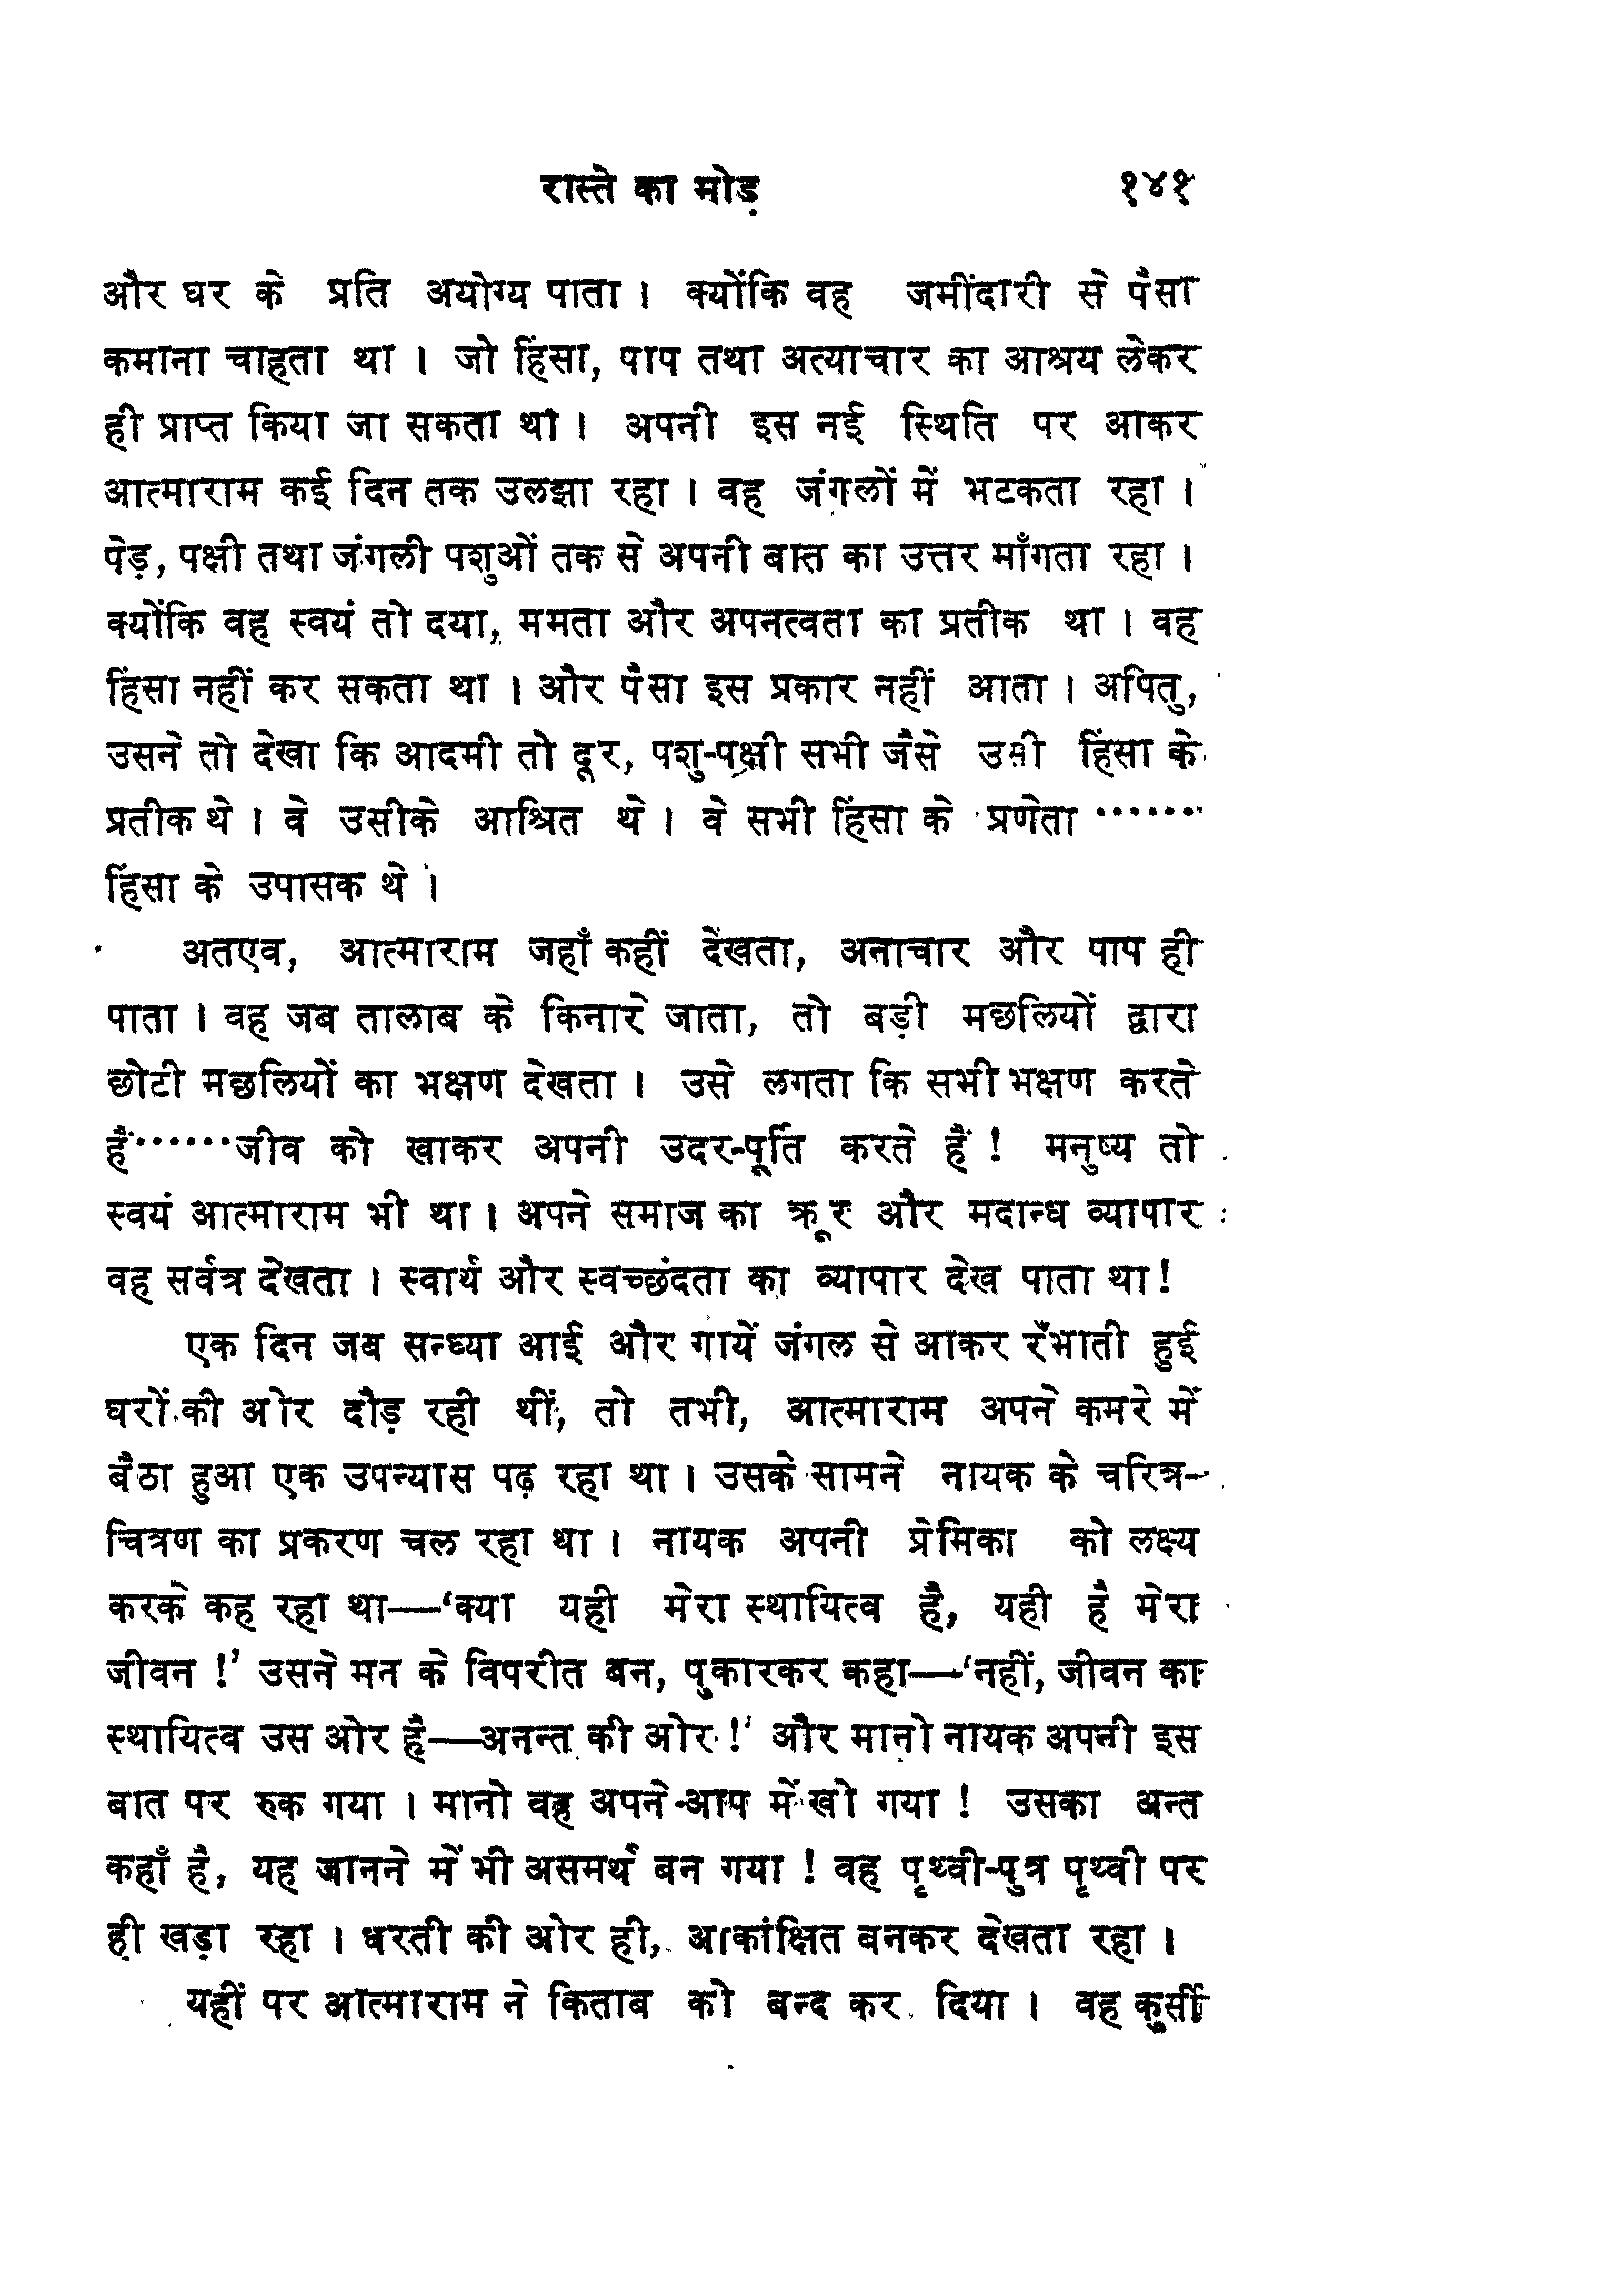 रास्ते का मोड़ १४१
और घर के प्रति अयोग्य पाता । क्योंकि वह जमींदारी से पैसा
कमाना चाहता था । जो हिंसा, पाप तथा अत्याचार का आश्रय लेकर
ही प्राप्त किया जा सकता था । अपनी इस नई स्थिति पर आकर
आत्माराम कई दिन तक उलझा रहा । वह जंगलों में भटकता रहा ।
पेड़, पक्षी तथा जंगली पशुओं तक से अपनी बात का उत्तर माँगता रहा ।
क्योंकि वह स्वयं तो दया, ममता और अपनत्वता का प्रतीक था । वह
हिंसा नहीं कर सकता था । और पैसा इस प्रकार नहीं आता । अपितु,
उसने तो देखा कि आदमी तो दूर, पशु-पक्षी सभी जैसे उसी हिंसा के
प्रतीक थे । वे उसीके आश्रित थे । वे सभी हिंसा के प्रणेता ·······
हिंसा के उपासक थे ।
अतएव, आत्माराम जहाँ कहीं देखता, अनाचार और पाप ही
पाता । वह जब तालाब के किनारे जाता, तो बड़ी मछलियों द्वारा
छोटी मछलियों का भक्षण देखता । उसे लगता कि सभी भक्षण करते
हैं······जीव को खाकर अपनी उदर-पूर्ति करते हैं ! मनुष्य तो
स्वयं आत्माराम भी था । अपने समाज का क्रूर और मदान्ध व्यापार
वह सर्वत्र देखता । स्वार्थ और स्वच्छंदता का व्यापार देख पाता था !
एक दिन जब सन्ध्या आई और गायें जंगल से आकर रँभाती हुई
घरों की ओर दौड़ रही थीं, तो तभी, आत्माराम अपने कमरे में
बैठा हुआ एक उपन्यास पढ़ रहा था । उसके सामने नायक के चरित्र-
चित्रण का प्रकरण चल रहा था । नायक अपनी प्रेमिका को लक्ष्य
करके कह रहा था—‘क्या यही मेरा स्थायित्व है, यही है मेरा
जीवन !’ उसने मन के विपरीत बन, पुकारकर कहा—‘नहीं, जीवन का
स्थायित्व उस ओर है—अनन्त की ओर !’ और मानो नायक अपनी इस
बात पर रुक गया । मानो वह अपने-आप में खो गया ! उसका अन्त
कहाँ है, यह जानने में भी असमर्थ बन गया ! वह पृथ्वी-पुत्र पृथ्वी पर
ही खड़ा रहा । धरती की ओर ही, आकांक्षित बनकर देखता रहा ।
यहीं पर आत्माराम ने किताब को बन्द कर दिया । वह कुर्सी